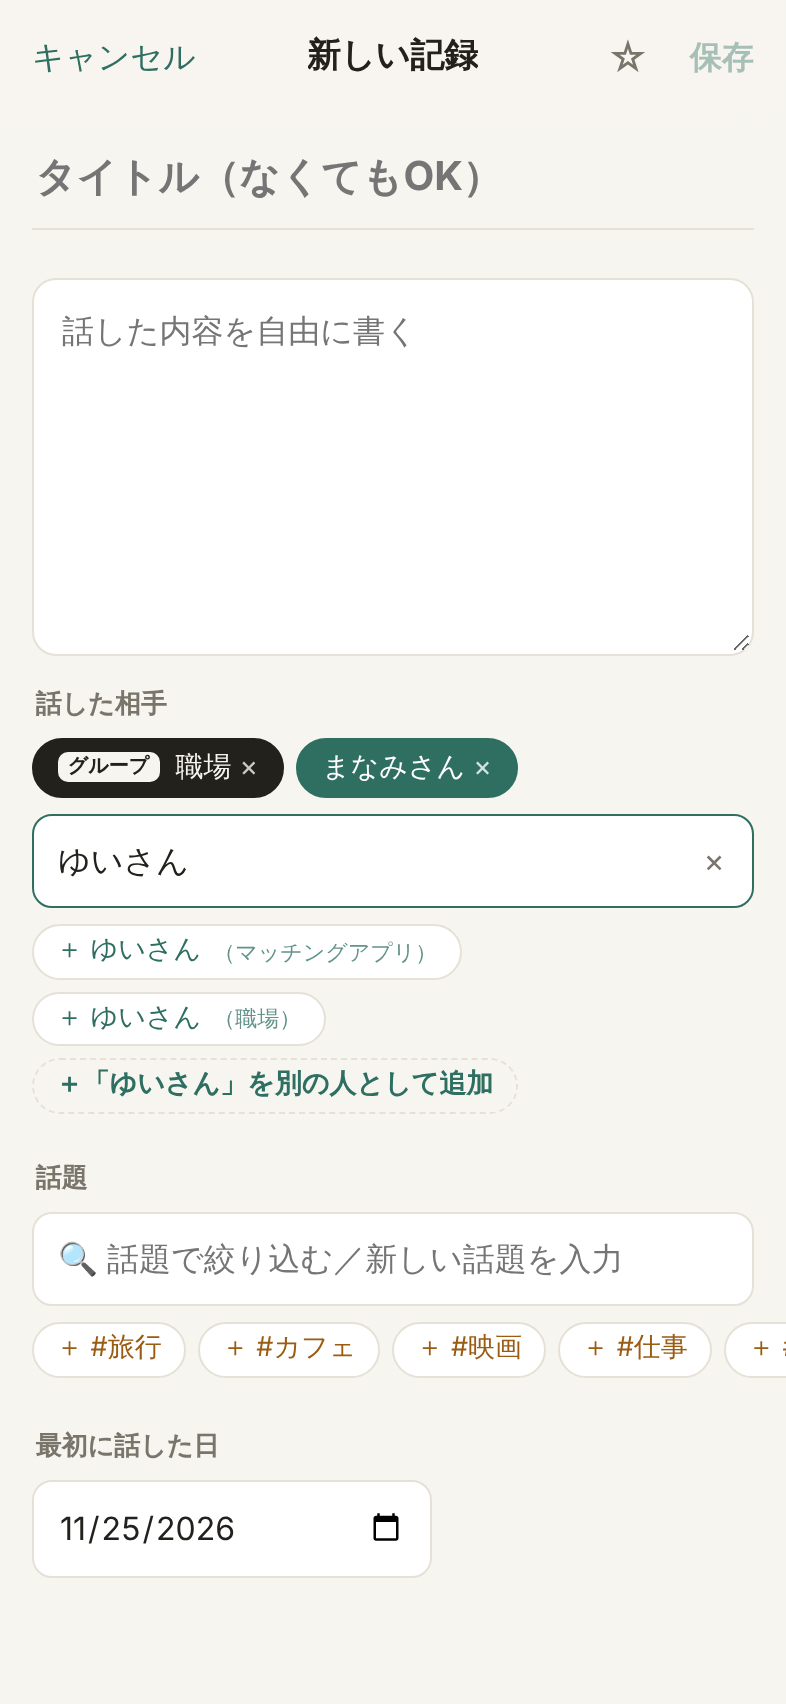 キャンセル 新しい記録 ☆ 保存
タイトル（なくてもOK）
話した内容を自由に書く
話した相手
グループ 職場 × まなみさん ×
ゆいさん ×
+ ゆいさん （マッチングアプリ）
+ ゆいさん （職場）
+「ゆいさん」を別の人として追加
話題
🔍 話題で絞り込む／新しい話題を入力
+ #旅行 + #カフェ + #映画 + #仕事 +
最初に話した日
11/25/2026